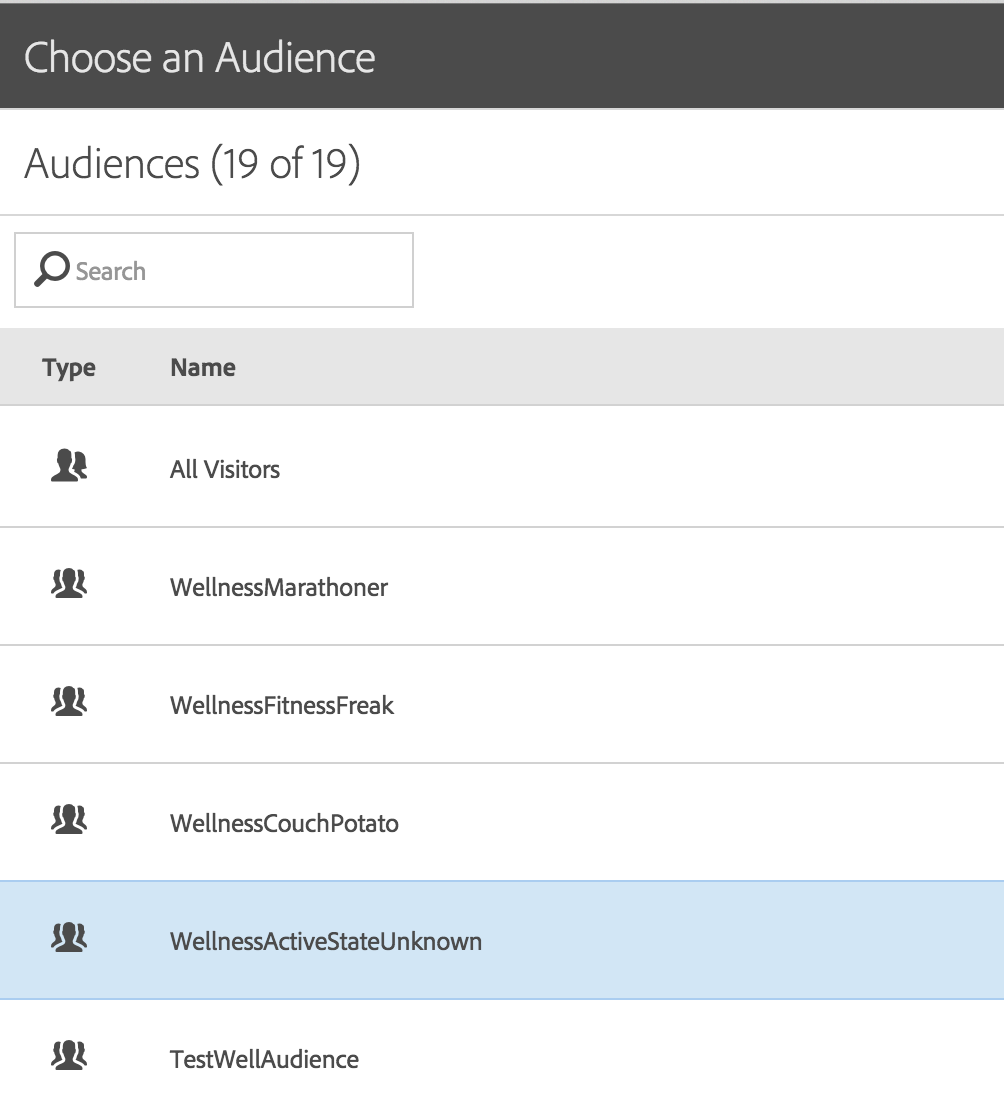 Choose an Audience
Audiences (19 of 19)
Search
Type Name
All Visitors
WellnessMarathoner
WellnessFitnessFreak
WellnessCouchPotato
WellnessActiveStateUnknown
TestWellAudience